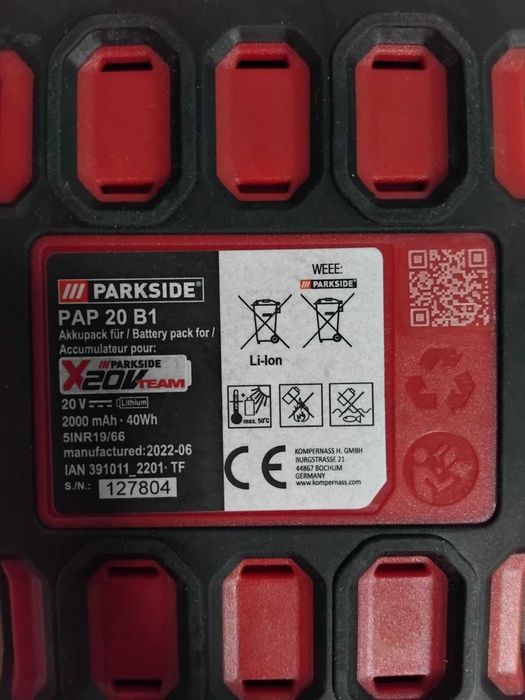 /// PARKSIDE®
PAP 20 B1
Akkupack für / Battery pack for /
Accumulateur pour:
/// PARKSIDE
X20V TEAM
20 V Lithium
2000 mAh · 40Wh
5INR19/66
manufactured:2022-06
IAN 391011_2201· TF
S./N.: 127804
WEEE:
/// PARKSIDE
Li-Ion
max. 50°C
CE
KOMPERNASS H. GMBH
BURGSTRASSE 21
44867 BOCHUM
GERMANY
www.kompernass.com